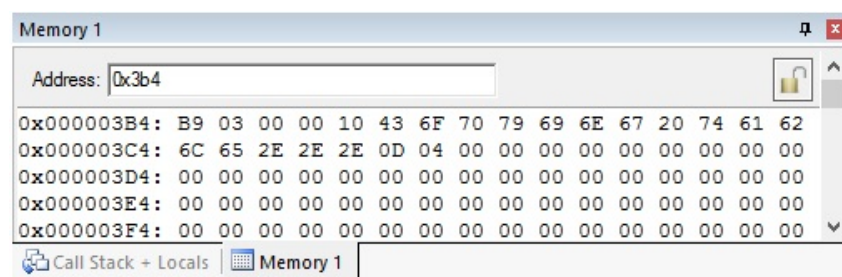 Memory 1
Address: 0x3b4
0x000003B4: B9 03 00 00 10 43 6F 70 79 69 6E 67 20 74 61 62
0x000003C4: 6C 65 2E 2E 2E 0D 04 00 00 00 00 00 00 00 00 00
0x000003D4: 00 00 00 00 00 00 00 00 00 00 00 00 00 00 00 00
0x000003E4: 00 00 00 00 00 00 00 00 00 00 00 00 00 00 00 00
0x000003F4: 00 00 00 00 00 00 00 00 00 00 00 00 00 00 00 00
Call Stack + Locals Memory 1